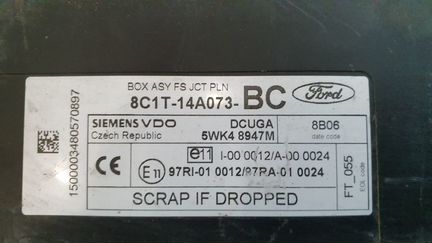 BOX ASY FS JCT PLN
8C1T-14A073-BC
Ford
SIEMENS VDO DCUGA 8B06
Czech Republic 5WK4 8947M date code
CE e11 I-00 0012/A-00 0024
E11 97RI-01 0012/97RA-01 0024
FT_055
EOL code
SCRAP IF DROPPED
1500003480570897